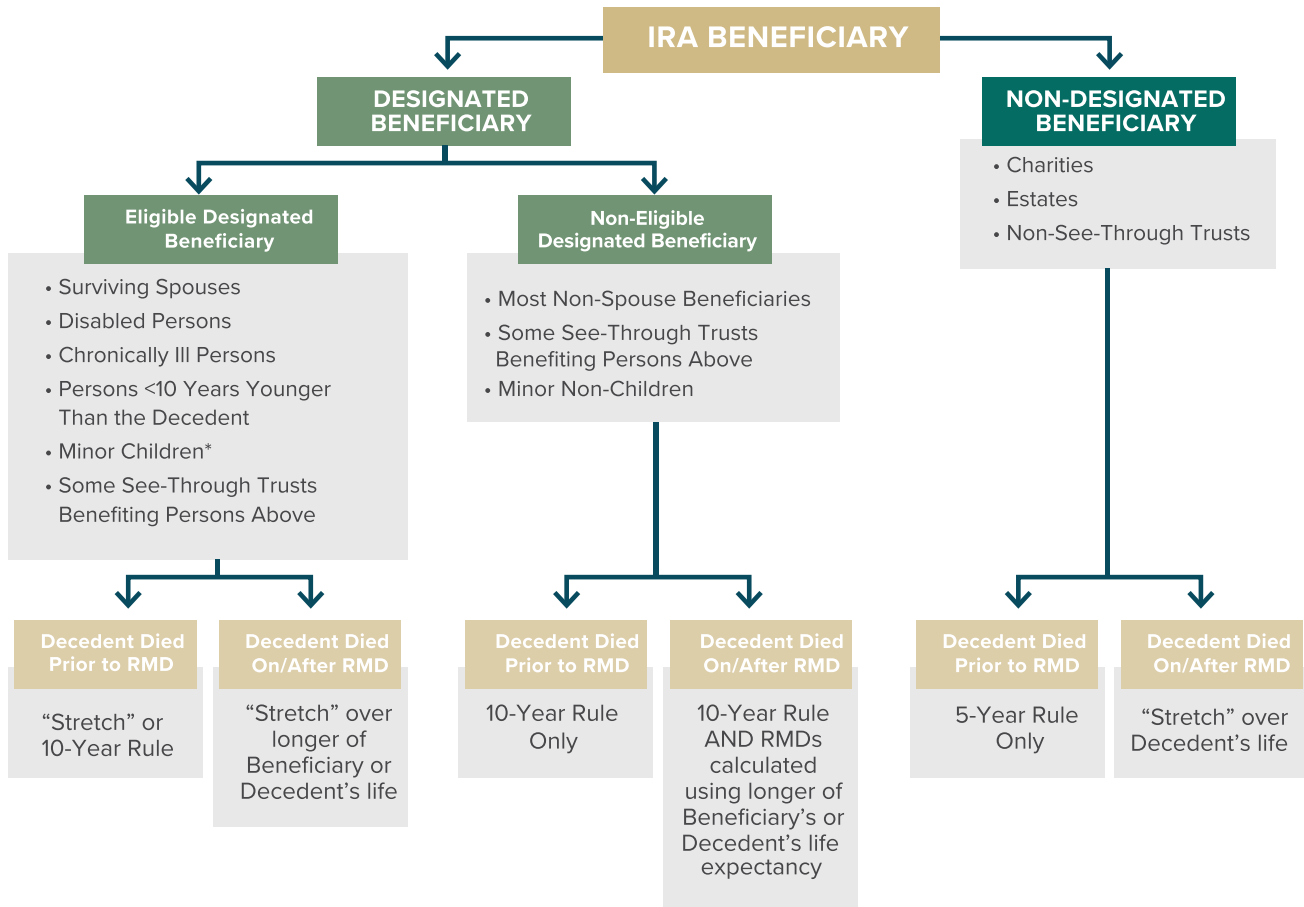 IRA BENEFICIARY
DESIGNATED
BENEFICIARY
NON-DESIGNATED
BENEFICIARY
• Charities
• Estates
• Non-See-Through Trusts
Eligible Designated
Beneficiary
• Surviving Spouses
• Disabled Persons
• Chronically Ill Persons
• Persons <10 Years Younger
Than the Decedent
• Minor Children*
• Some See-Through Trusts
Benefiting Persons Above
Non-Eligible
Designated Beneficiary
• Most Non-Spouse Beneficiaries
• Some See-Through Trusts
Benefiting Persons Above
• Minor Non-Children
Decedent Died
Prior to RMD
“Stretch” or
10-Year Rule
Decedent Died
On/After RMD
“Stretch” over
longer of
Beneficiary or
Decedent’s life
Decedent Died
Prior to RMD
10-Year Rule
Only
Decedent Died
On/After RMD
10-Year Rule
AND RMDs
calculated
using longer of
Beneficiary’s or
Decedent’s life
expectancy
Decedent Died
Prior to RMD
5-Year Rule
Only
Decedent Died
On/After RMD
“Stretch” over
Decedent’s life